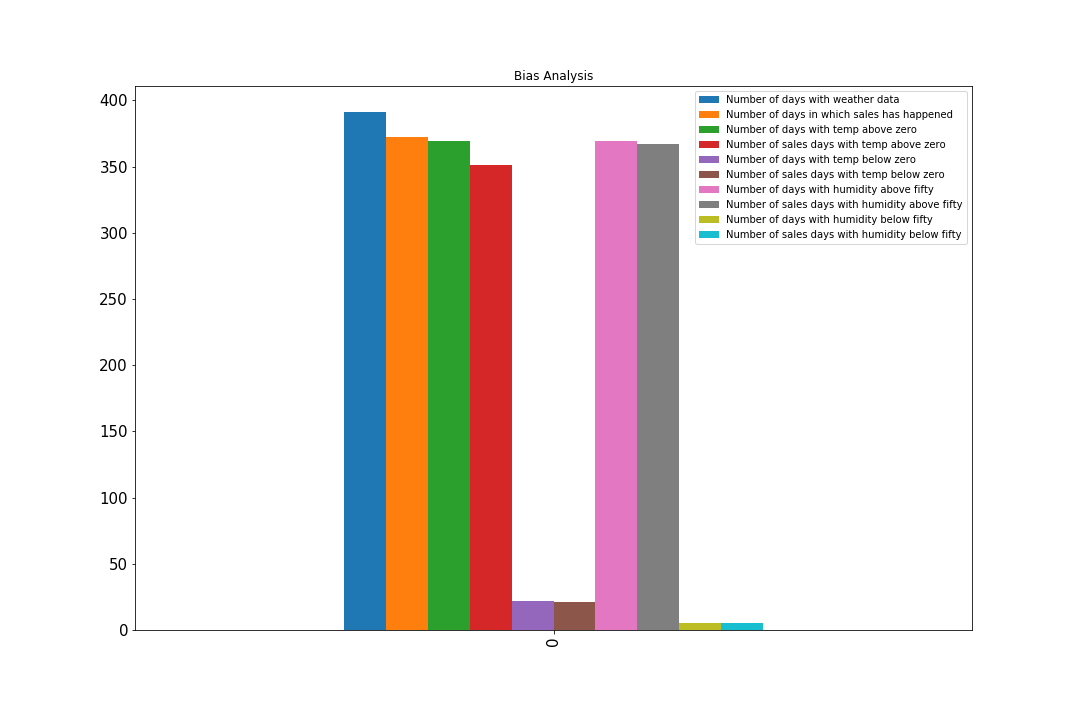 Bias Analysis
400
350
300
250
200
150
100
50
0
0
Number of days with weather data
Number of days in which sales has happened
Number of days with temp above zero
Number of sales days with temp above zero
Number of days with temp below zero
Number of sales days with temp below zero
Number of days with humidity above fifty
Number of sales days with humidity above fifty
Number of days with humidity below fifty
Number of sales days with humidity below fifty